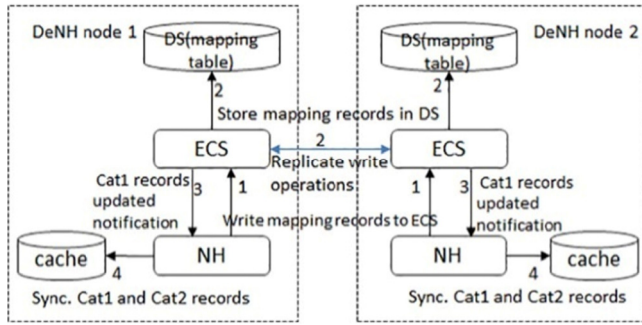 DeNH node 1
DS(mapping
table)
2
DS(mapping
table)
DeNH node 2
2
Store mapping records in DS
ECS
2
ECS
Replicate write
operations
Cat1 records
updated
notification
3
1
Write mapping records to ECS
1
3
Cat1 records
updated
notification
cache
4
NH
NH
4
cache
Sync. Cat1 and Cat2 records
Sync. Cat1 and Cat2 records